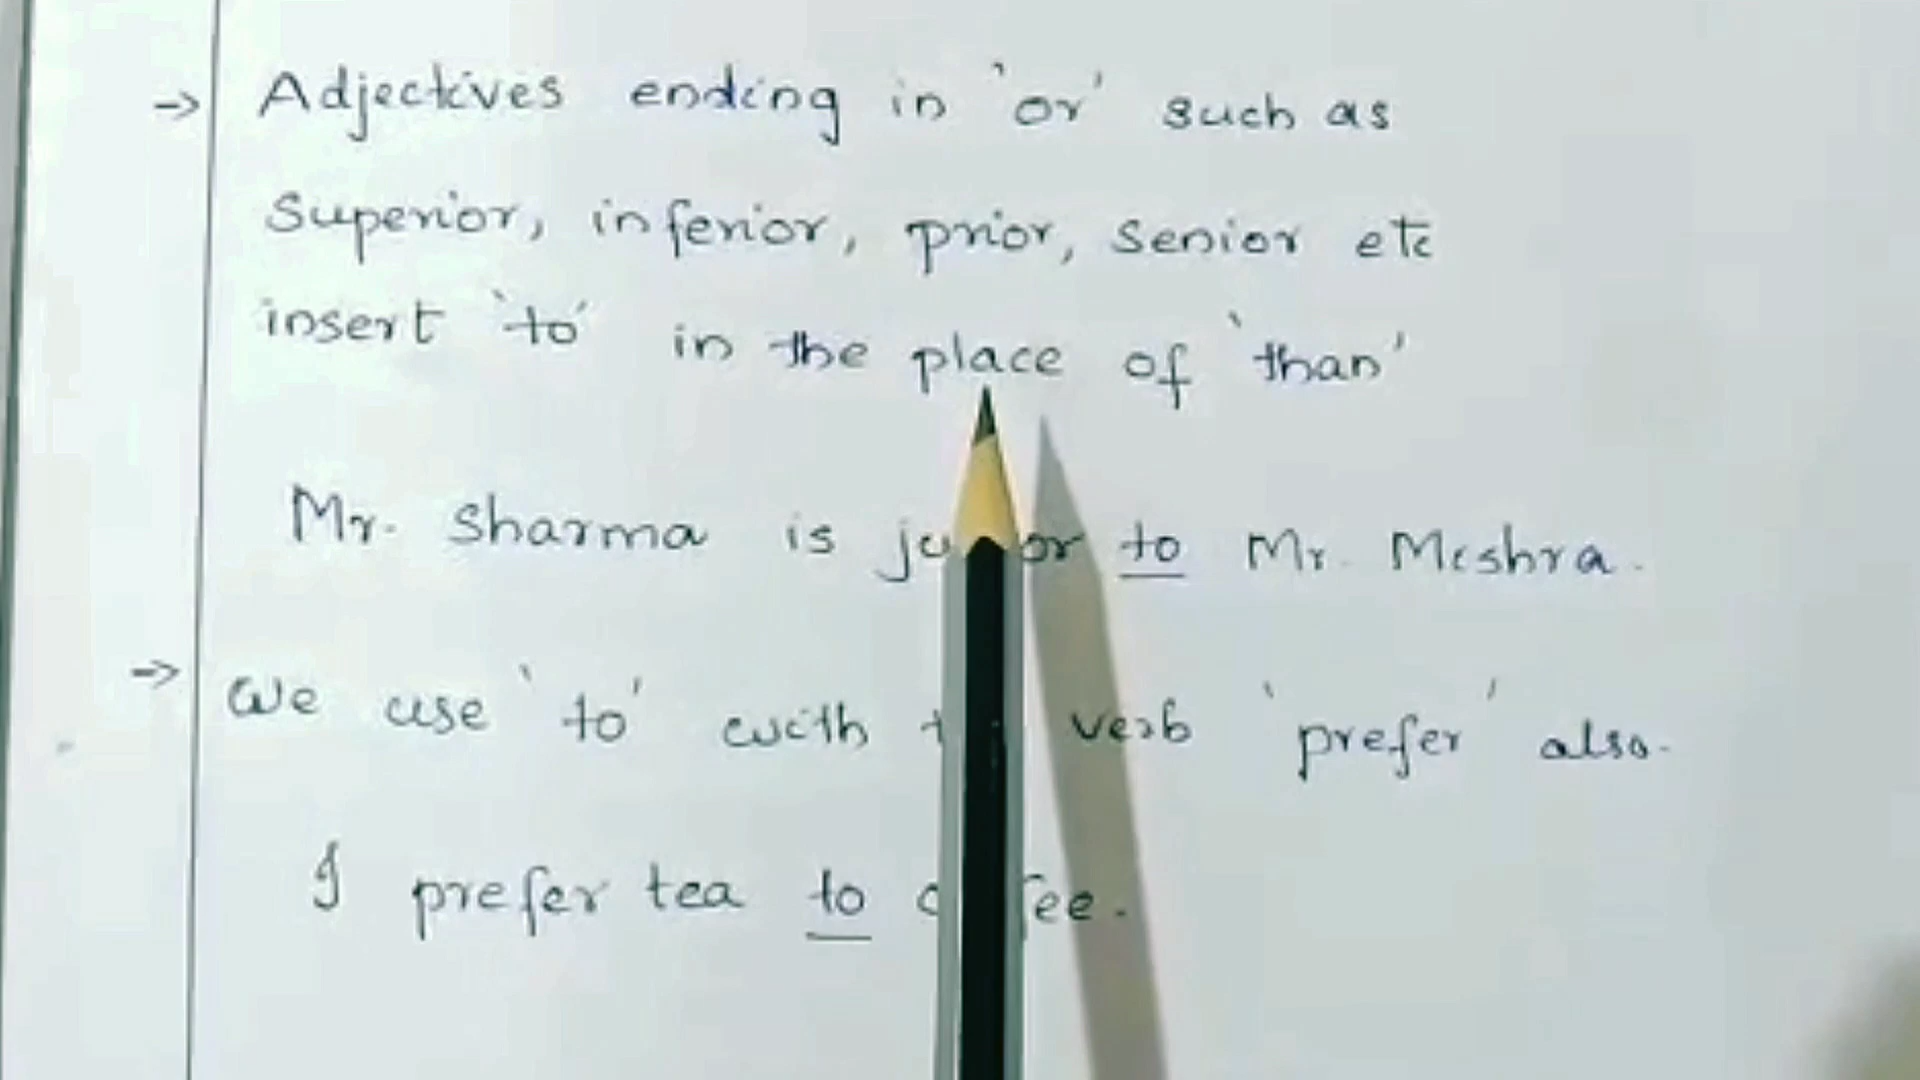 → Adjectives ending in 'or' such as
Superior, inferior, prior, senior etc
insert 'to' in the place of 'than'
Mr. Sharma is to Mr. Mishra.
→ We use 'to' with verb 'prefer' also.
I prefer tea to